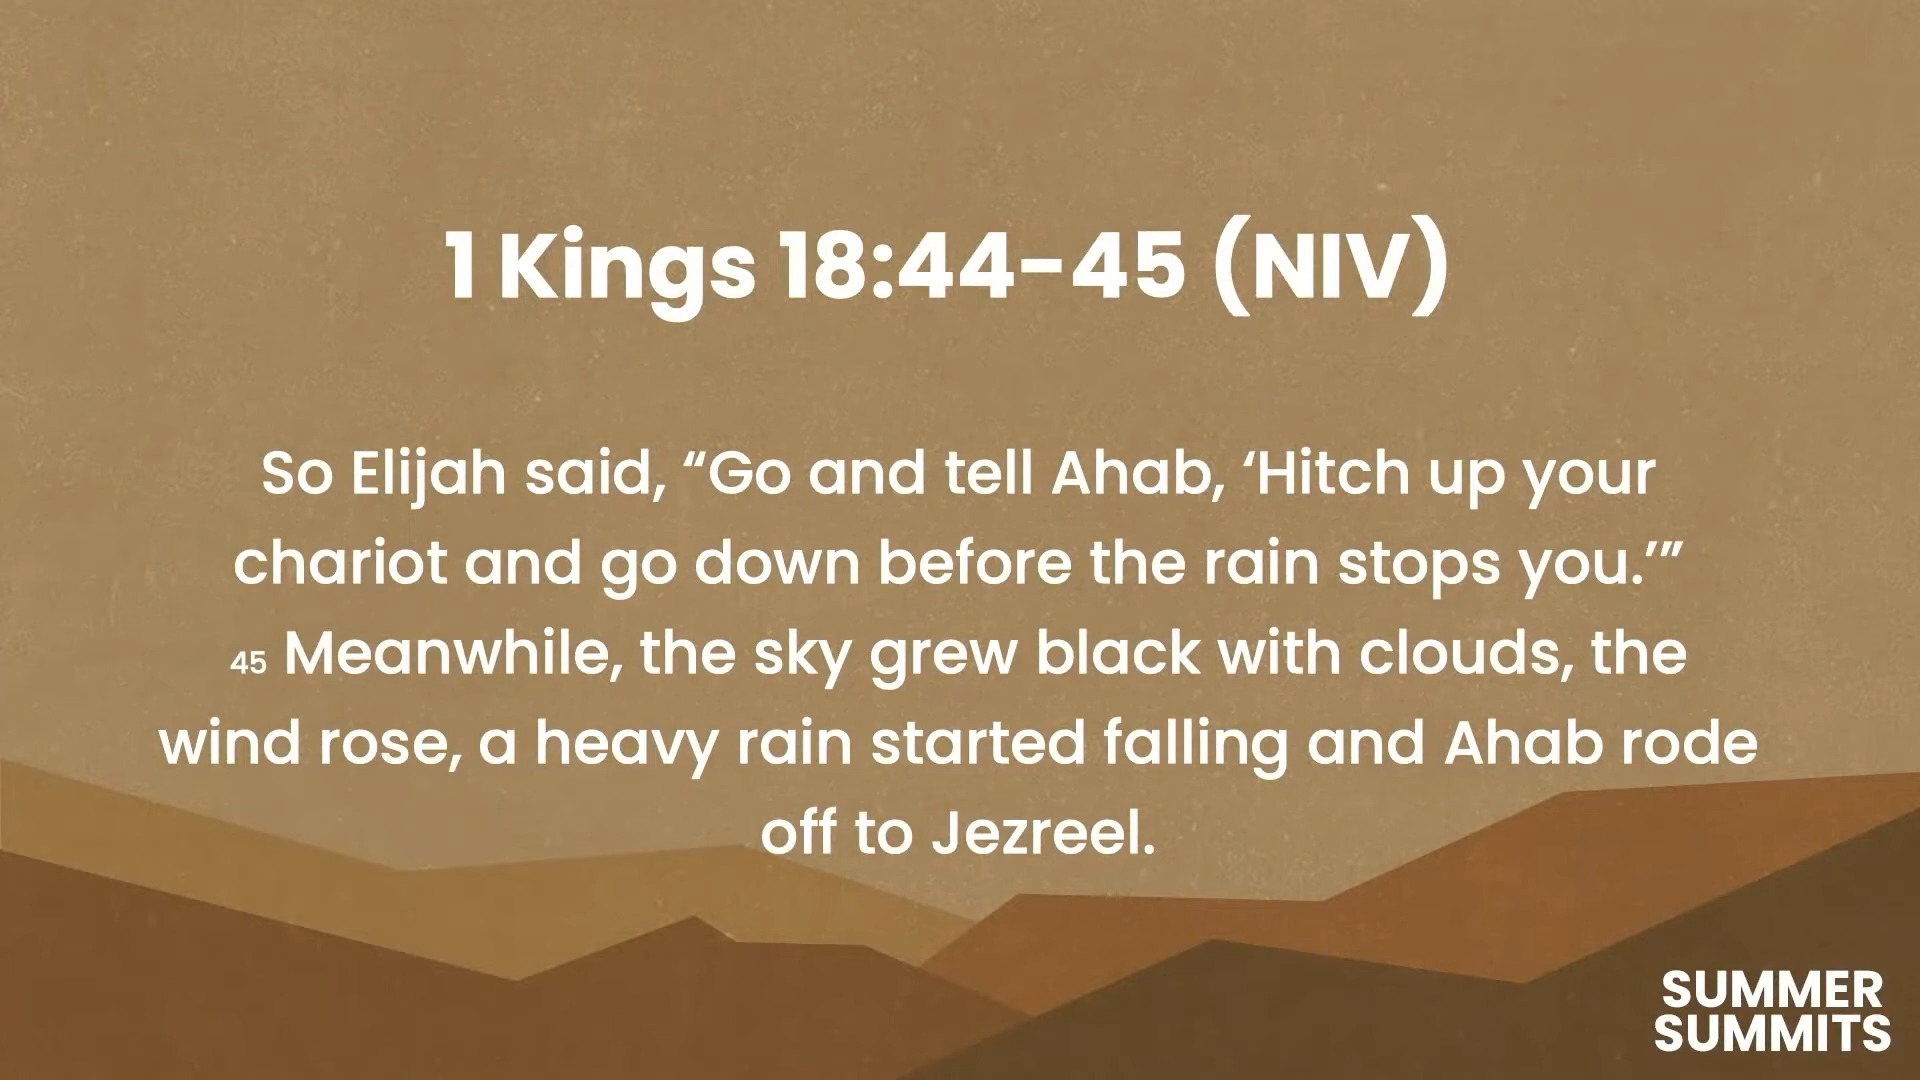 1 Kings 18:44-45 (NIV)
So Elijah said, “Go and tell Ahab, ‘Hitch up your
chariot and go down before the rain stops you.’”
45 Meanwhile, the sky grew black with clouds, the
wind rose, a heavy rain started falling and Ahab rode
off to Jezreel.
SUMMER
SUMMITS